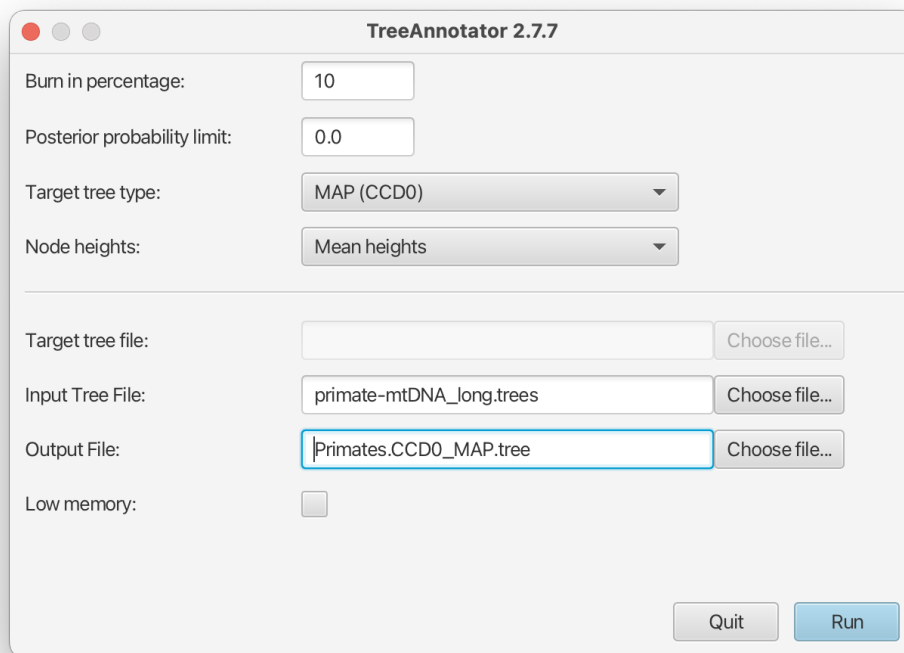 TreeAnnotator 2.7.7
Burn in percentage: 10
Posterior probability limit: 0.0
Target tree type: MAP (CCD0)
Node heights: Mean heights
Target tree file: Choose file...
Input Tree File: primate-mtDNA_long.trees Choose file...
Output File: Primates.CCD0_MAP.tree Choose file...
Low memory:
Quit Run